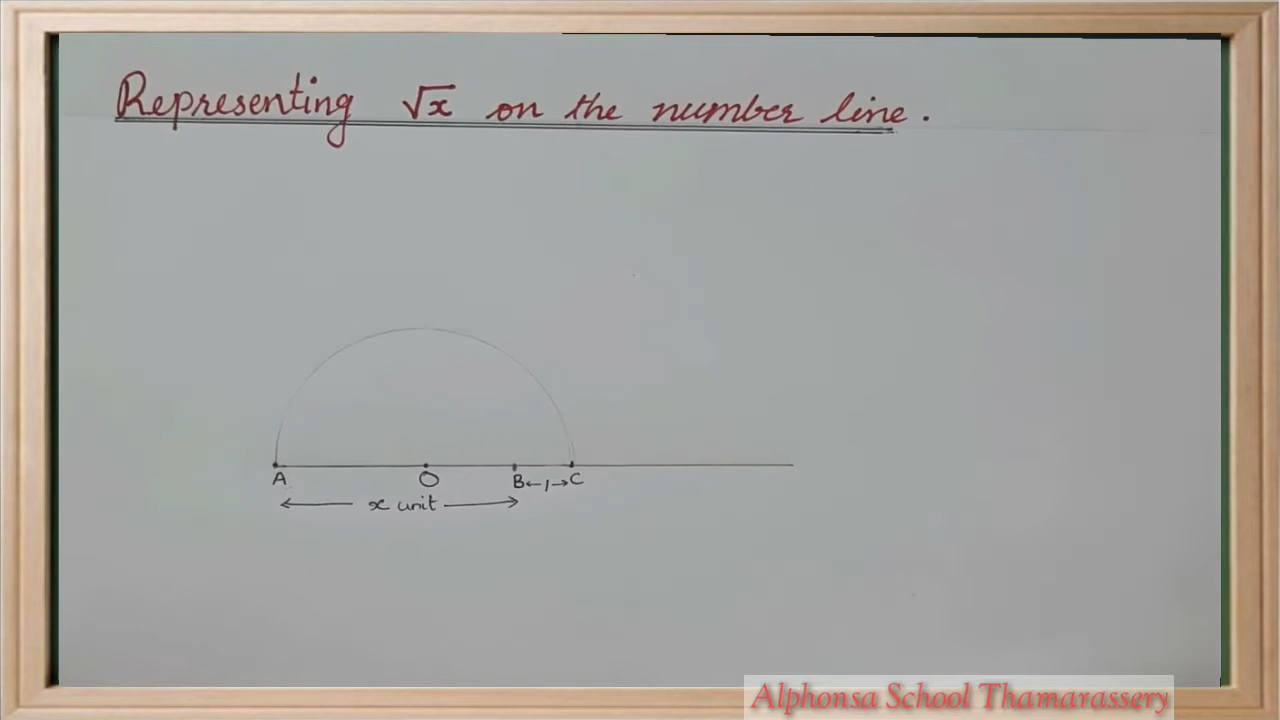 Representing √x on the number line.
A O B ←1→ C
← x unit →
Alphonsa School Thamarassery